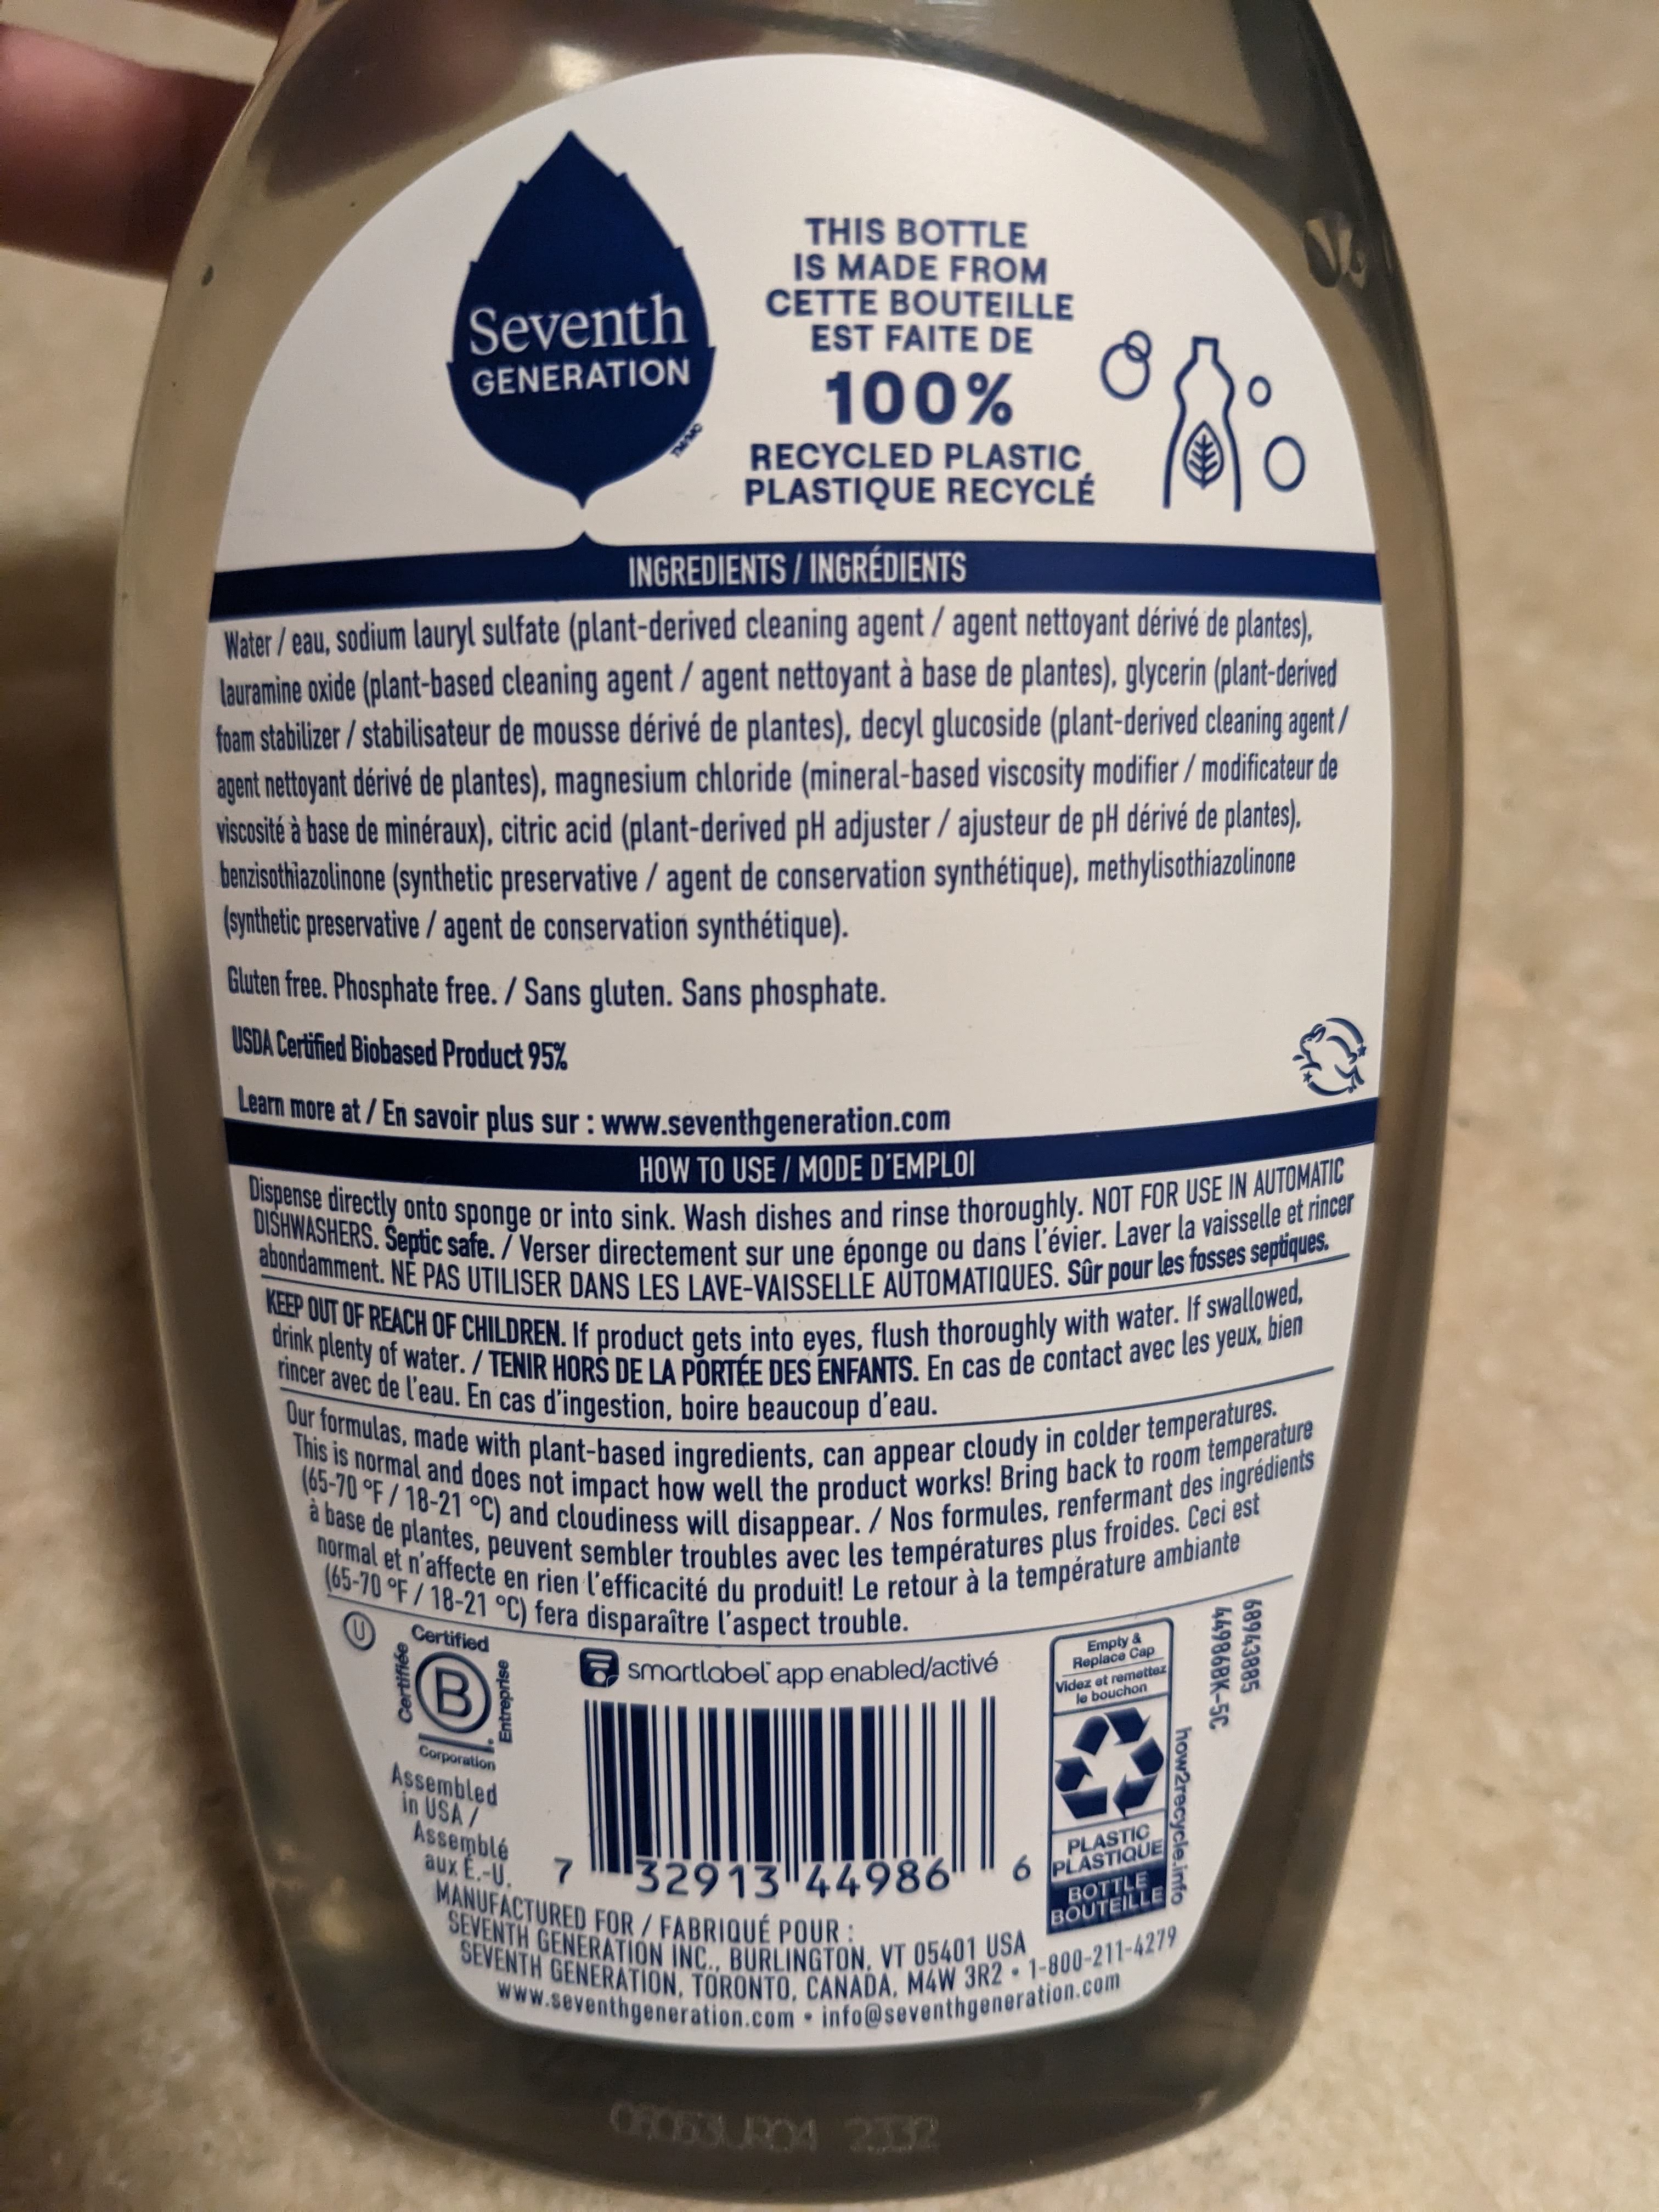 Seventh
GENERATION
TM/MC
THIS BOTTLE
IS MADE FROM
CETTE BOUTEILLE
EST FAITE DE
100%
RECYCLED PLASTIC
PLASTIQUE RECYCLÉ
INGREDIENTS / INGRÉDIENTS
Water / eau, sodium lauryl sulfate (plant-derived cleaning agent / agent nettoyant dérivé de plantes),
lauramine oxide (plant-based cleaning agent / agent nettoyant à base de plantes), glycerin (plant-derived
foam stabilizer / stabilisateur de mousse dérivé de plantes), decyl glucoside (plant-derived cleaning agent /
agent nettoyant dérivé de plantes), magnesium chloride (mineral-based viscosity modifier / modificateur de
viscosité à base de minéraux), citric acid (plant-derived pH adjuster / ajusteur de pH dérivé de plantes),
benzisothiazolinone (synthetic preservative / agent de conservation synthétique), methylisothiazolinone
(synthetic preservative / agent de conservation synthétique).
Gluten free. Phosphate free. / Sans gluten. Sans phosphate.
USDA Certified Biobased Product 95%
Learn more at / En savoir plus sur : www.seventhgeneration.com
HOW TO USE / MODE D'EMPLOI
Dispense directly onto sponge or into sink. Wash dishes and rinse thoroughly. NOT FOR USE IN AUTOMATIC
DISHWASHERS. Septic safe. / Verser directement sur une éponge ou dans l'évier. Laver la vaisselle et rincer
abondamment. NE PAS UTILISER DANS LES LAVE-VAISSELLE AUTOMATIQUES. Sûr pour les fosses septiques.
KEEP OUT OF REACH OF CHILDREN. If product gets into eyes, flush thoroughly with water. If swallowed,
drink plenty of water. / TENIR HORS DE LA PORTÉE DES ENFANTS. En cas de contact avec les yeux, bien
rincer avec de l'eau. En cas d'ingestion, boire beaucoup d'eau.
Our formulas, made with plant-based ingredients, can appear cloudy in colder temperatures.
This is normal and does not impact how well the product works! Bring back to room temperature
(65-70 °F / 18-21 °C) and cloudiness will disappear. / Nos formules, renfermant des ingrédients
à base de plantes, peuvent sembler troubles avec les températures plus froides. Ceci est
normal et n'affecte en rien l'efficacité du produit! Le retour à la température ambiante
(65-70 °F / 18-21 °C) fera disparaître l'aspect trouble.
U
Certified
Certifiée
B
Entreprise
Corporation
Assembled
in USA /
Assemblé
aux É.-U.
smartlabel app enabled/activé
7 32913 44986 6
Empty &
Replace Cap
Videz et remettez
le bouchon
PLASTIC
PLASTIQUE
BOTTLE
BOUTEILLE
how2recycle.info
68943885
44986BK-5C
MANUFACTURED FOR / FABRIQUÉ POUR :
SEVENTH GENERATION INC., BURLINGTON, VT 05401 USA
SEVENTH GENERATION, TORONTO, CANADA, M4W 3R2 • 1-800-211-4279
www.seventhgeneration.com • info@seventhgeneration.com
2332